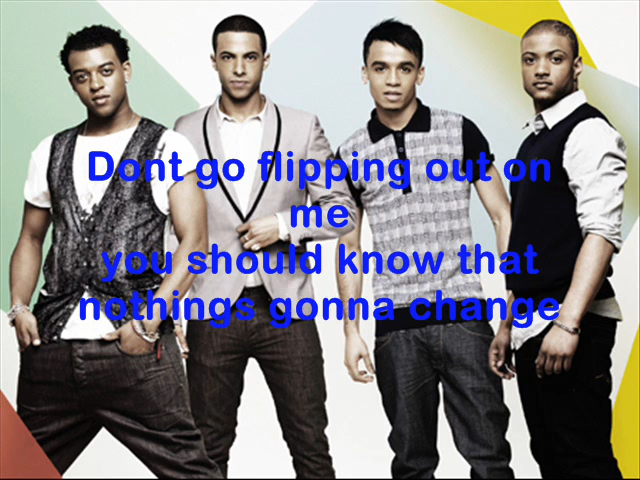 Dont go flipping out on
me
you should know that
nothings gonna change